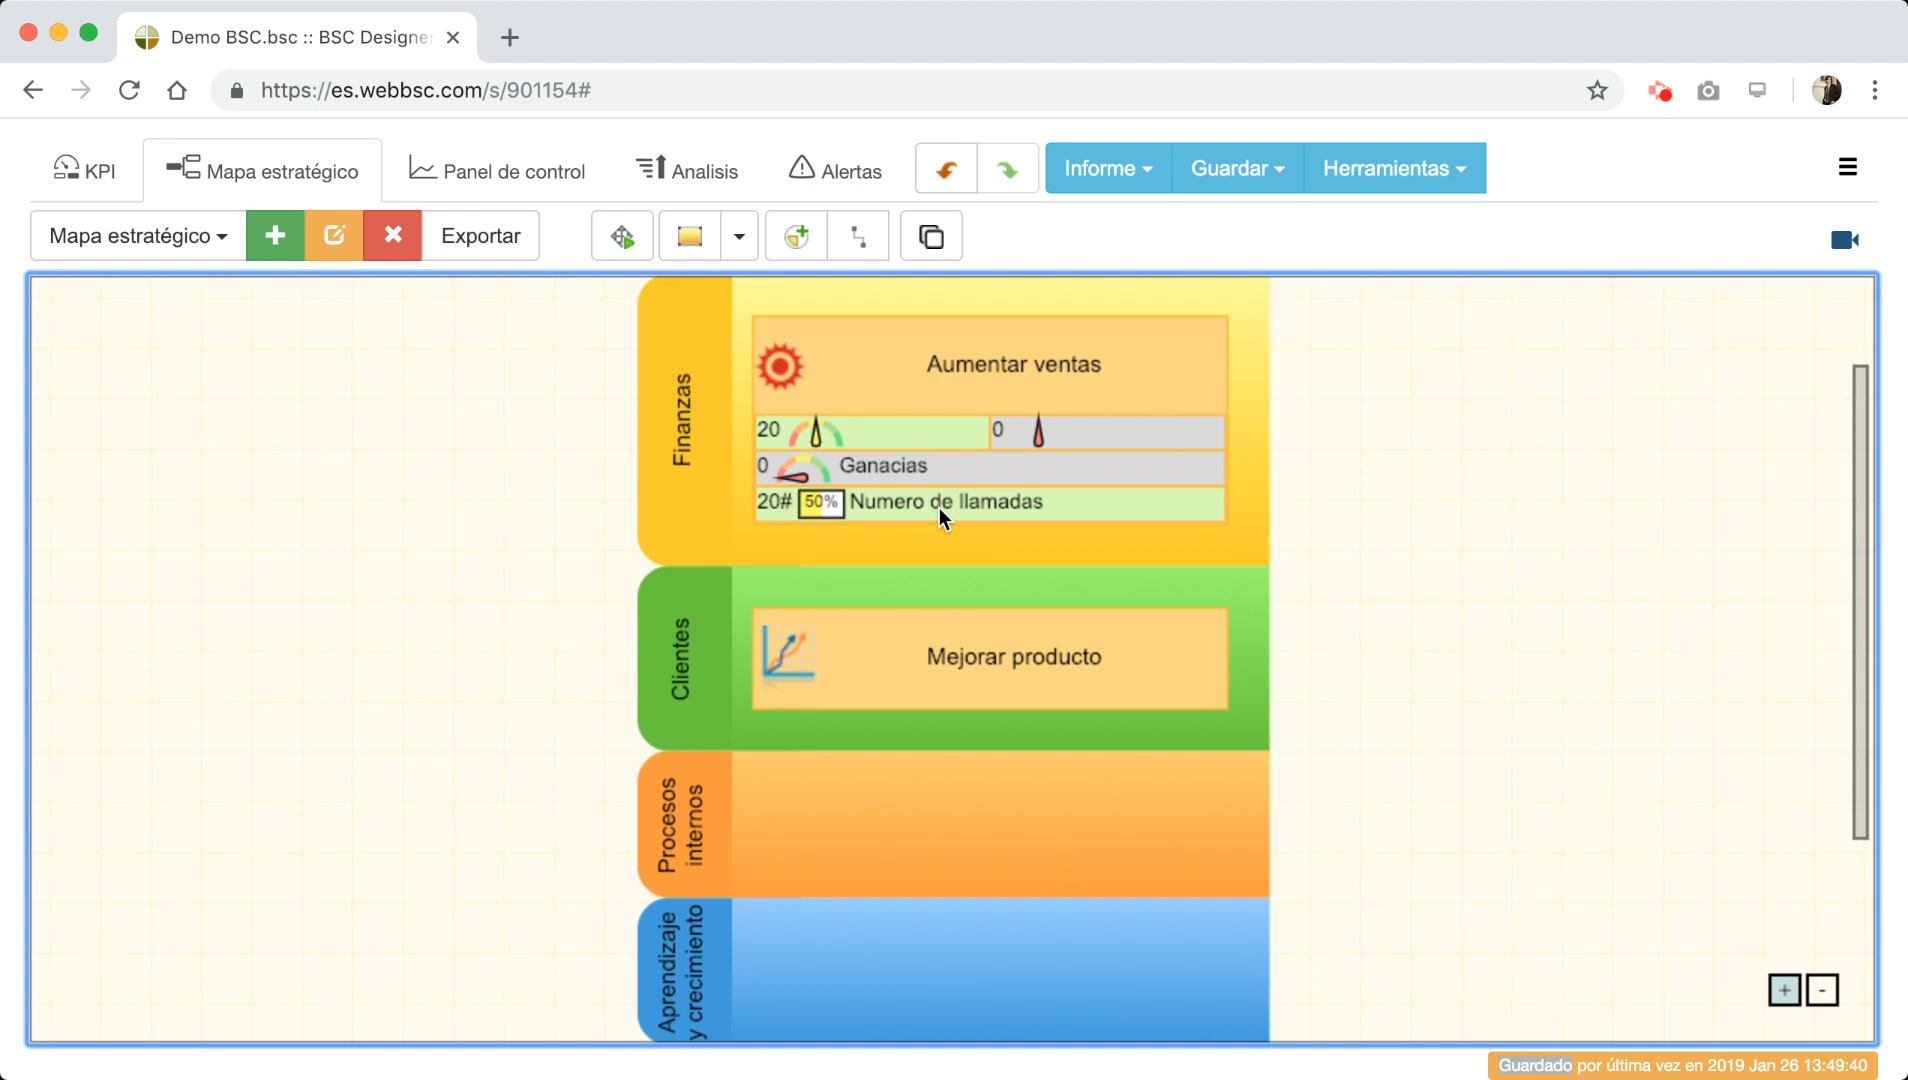 Demo BSC.bsc :: BSC Designer
https://es.webbsc.com/s/901154#
KPI
Mapa estratégico
Panel de control
Analisis
Alertas
Informe
Guardar
Herramientas
Mapa estratégico
Exportar
Finanzas
Aumentar ventas
20
0
0 Ganacias
20# 50% Numero de llamadas
Clientes
Mejorar producto
Procesos
internos
Aprendizaje
y crecimiento
+ -
Guardado por última vez en 2019 Jan 26 13:49:40